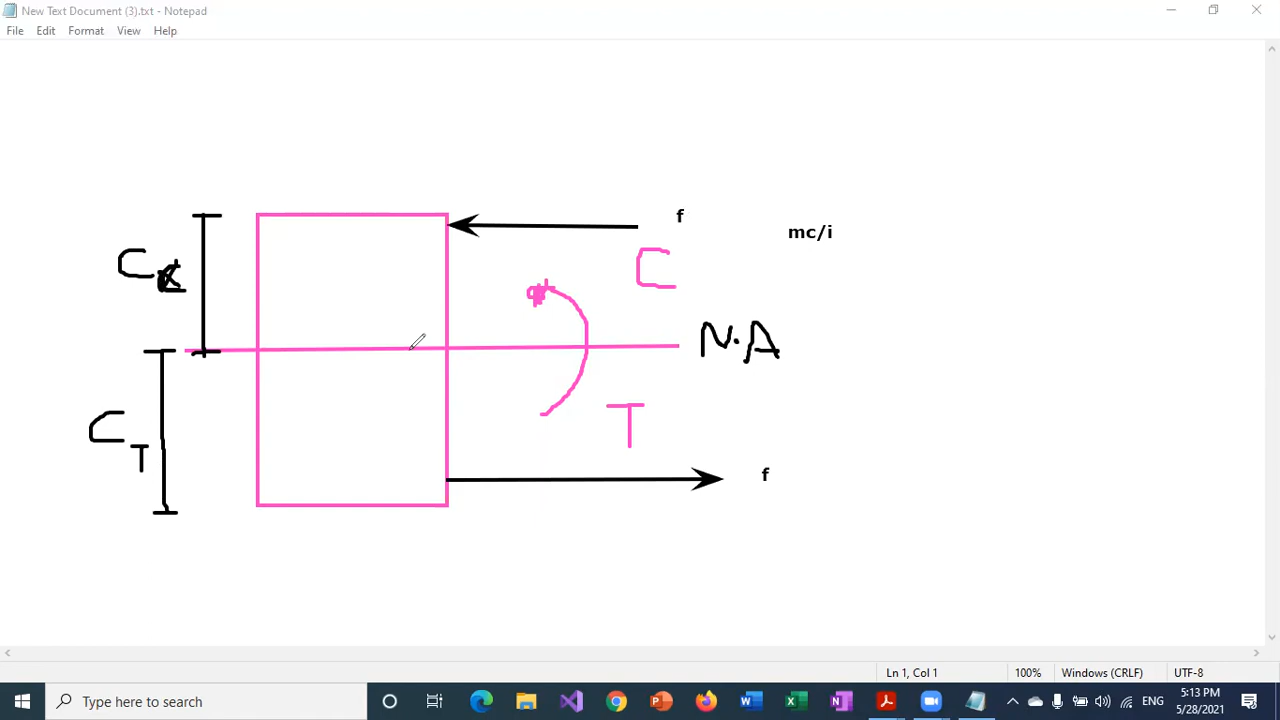 New Text Document (3).txt - Notepad
File Edit Format View Help
f
mc/i
C
C
N.A
T
C
T
f
Ln 1, Col 1 100% Windows (CRLF) UTF-8
Type here to search
ENG
5:13 PM
5/28/2021